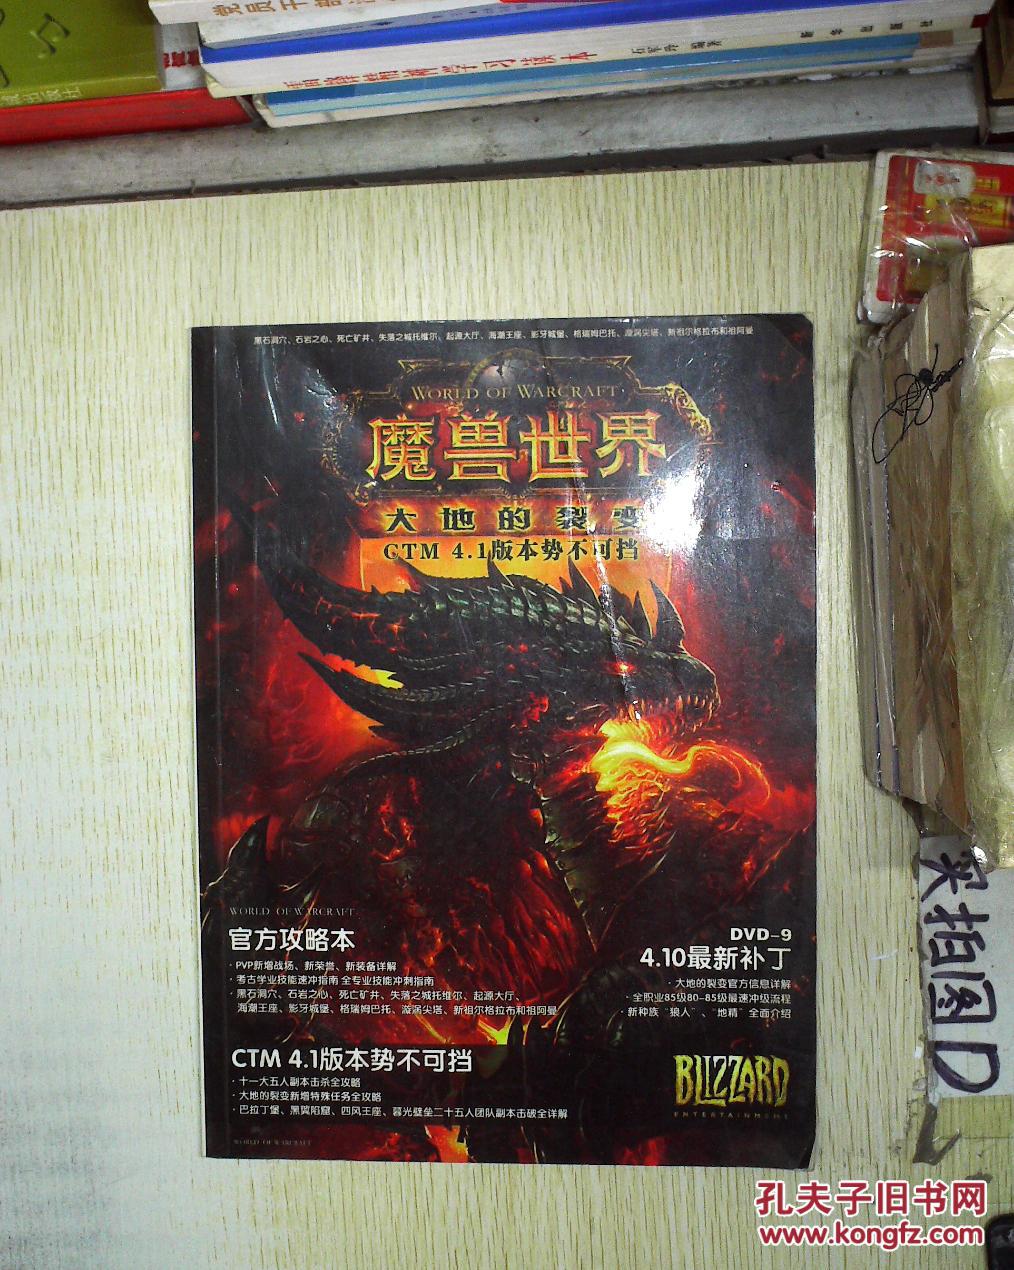 石军秀 编著
学习读本
黑石洞穴、石岩之心、死亡矿井、失落之城托维尔、起源大厅、海潮王座、影牙城堡、格瑞姆巴托、漩涡尖塔、新祖尔格拉布和祖阿曼
WORLD OF WARCRAFT
魔兽世界
大地的裂变
CTM 4.1版本势不可挡
WORLD OF WARCRAFT
官方攻略本
· PVP新增战场、新荣誉、新装备详解
· 考古学业技能速冲指南 全专业技能冲刺指南
· 黑石洞穴、石岩之心、死亡矿井、失落之城托维尔、起源大厅、
海潮王座、影牙城堡、格瑞姆巴托、漩涡尖塔、新祖尔格拉布和祖阿曼
DVD-9
4.10最新补丁
· 大地的裂变官方信息详解
· 全职业85级80-85级最速冲级流程
· 新种族“狼人”、“地精”全面介绍
CTM 4.1版本势不可挡
· 十一大五人副本击杀全攻略
· 大地的裂变新增特殊任务全攻略
· 巴拉丁堡、黑翼陷窟、四风王座、暮光壁垒二十五人团队副本击破全详解
BLIZZARD
ENTERTAINMENT
WORLD OF WARCRAFT
实拍图D
孔夫子旧书网
www.kongfz.com